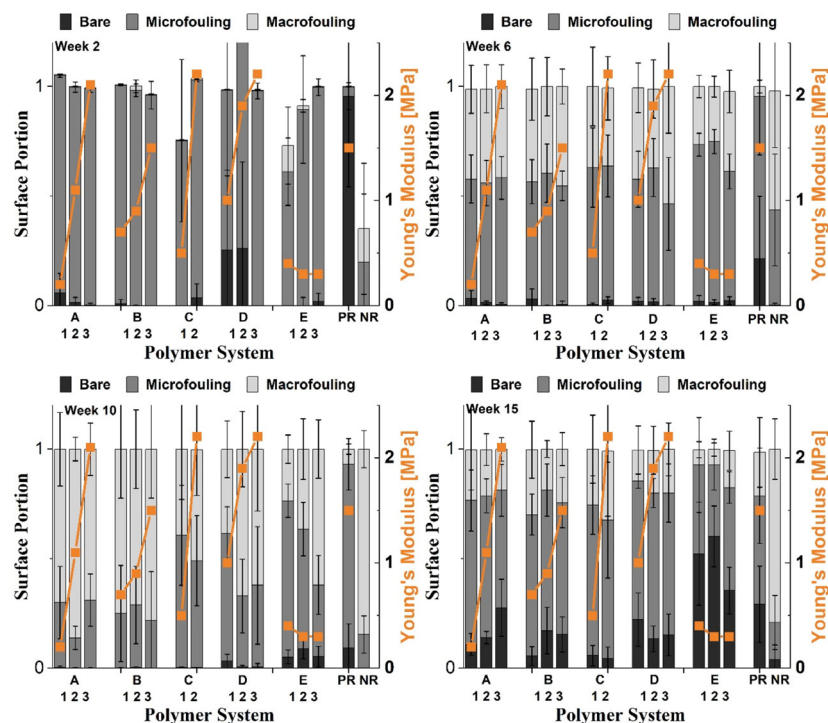 Bare Microfouling Macrofouling
Week 2
Surface Portion
1
0
2
1
0
Young's Modulus [MPa]
A B C D E PR NR
1 2 3 1 2 3 1 2 1 2 3 1 2 3
Polymer System
Bare Microfouling Macrofouling
Week 6
Surface Portion
1
0
2
1
0
Young's Modulus [MPa]
A B C D E PR NR
1 2 3 1 2 3 1 2 1 2 3 1 2 3
Polymer System
Bare Microfouling Macrofouling
Week 10
Surface Portion
1
0
2
1
0
Young's Modulus [MPa]
A B C D E PR NR
1 2 3 1 2 3 1 2 1 2 3 1 2 3
Polymer System
Bare Microfouling Macrofouling
Week 15
Surface Portion
1
0
2
1
0
Young's Modulus [MPa]
A B C D E PR NR
1 2 3 1 2 3 1 2 1 2 3 1 2 3
Polymer System